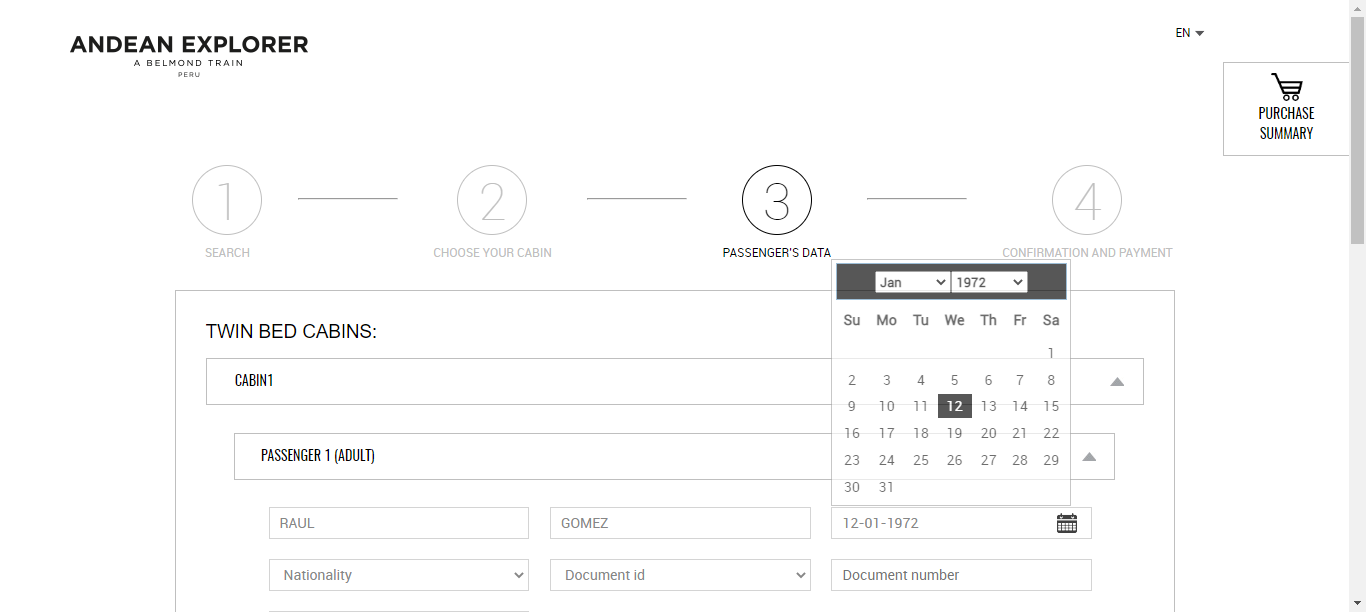 EN
ANDEAN EXPLORER
A BELMOND TRAIN
PERU
PURCHASE
SUMMARY
1
2
3
4
SEARCH
CHOOSE YOUR CABIN
PASSENGER'S DATA
CONFIRMATION AND PAYMENT
Jan 1972
Su Mo Tu We Th Fr Sa
1
2 3 4 5 6 7 8
9 10 11 12 13 14 15
16 17 18 19 20 21 22
23 24 25 26 27 28 29
30 31
TWIN BED CABINS:
CABIN1
PASSENGER 1 (ADULT)
RAUL GOMEZ 12-01-1972
Nationality Document id Document number